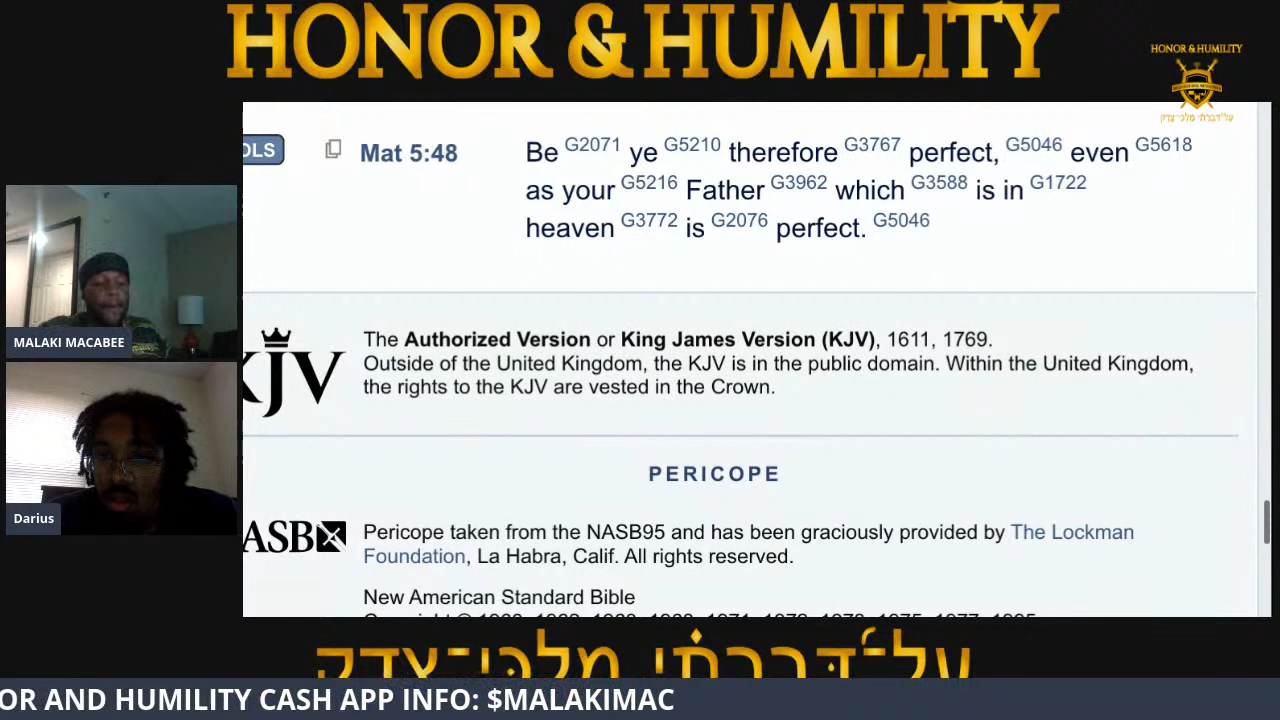 HONOR & HUMILITY
HONOR & HUMILITY
על־דברתי מלכי־צדק
OLS
Mat 5:48
Be G2071 ye G5210 therefore G3767 perfect, G5046 even G5618
as your G5216 Father G3962 which G3588 is in G1722
heaven G3772 is G2076 perfect. G5046
MALAKI MACABEE
KJV
The Authorized Version or King James Version (KJV), 1611, 1769.
Outside of the United Kingdom, the KJV is in the public domain. Within the United Kingdom,
the rights to the KJV are vested in the Crown.
PERICOPE
Darius
ASB
Pericope taken from the NASB95 and has been graciously provided by The Lockman
Foundation, La Habra, Calif. All rights reserved.
New American Standard Bible
עַל־דִּבְרָתִ֗י מַלְכִּי־צֶדֶק
OR AND HUMILITY CASH APP INFO: $MALAKIMAC